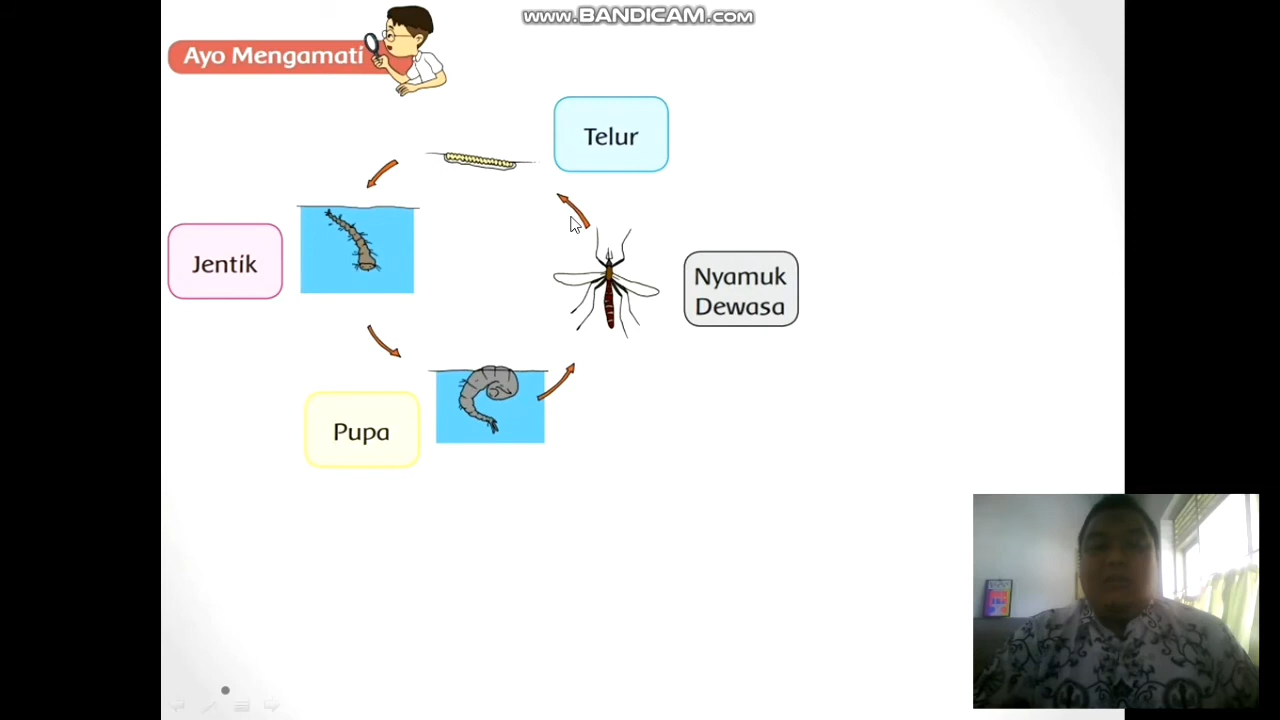 www.BANDICAM.com
Ayo Mengamati
Telur
Jentik
Nyamuk
Dewasa
Pupa